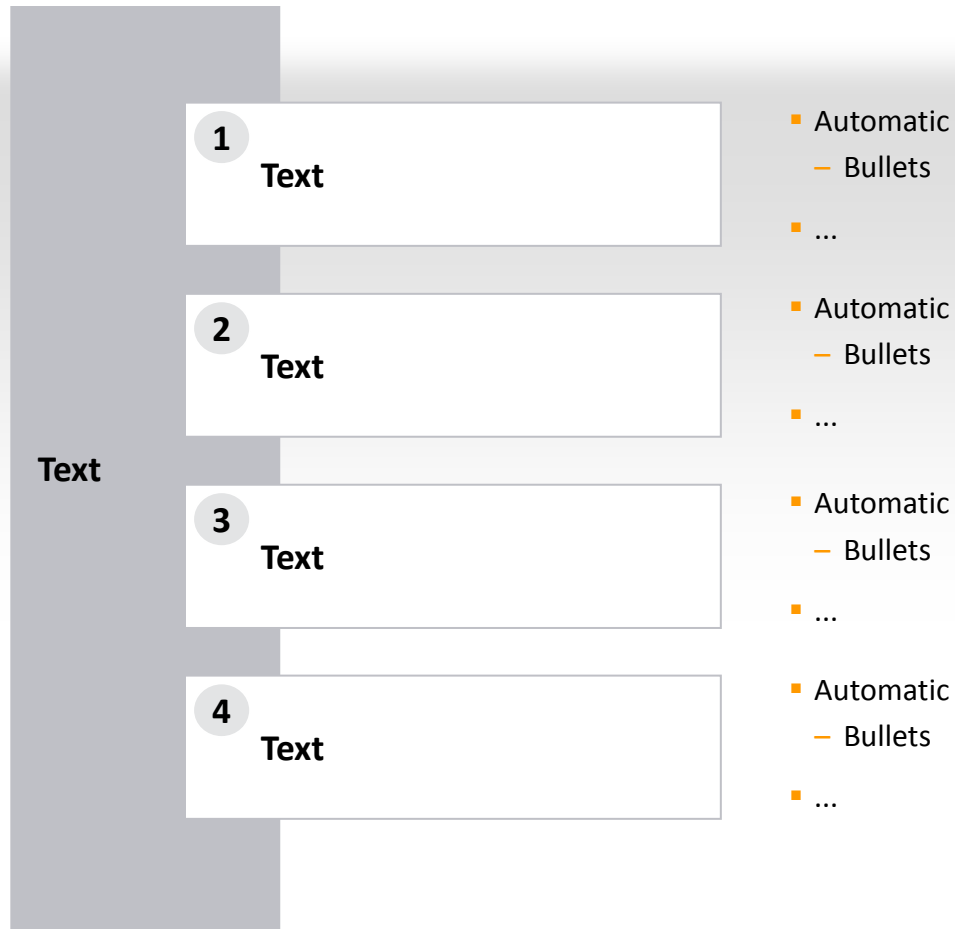 1
Text
▪ Automatic
– Bullets
▪ ...
2
Text
▪ Automatic
– Bullets
▪ ...
Text
3
Text
▪ Automatic
– Bullets
▪ ...
4
Text
▪ Automatic
– Bullets
▪ ...